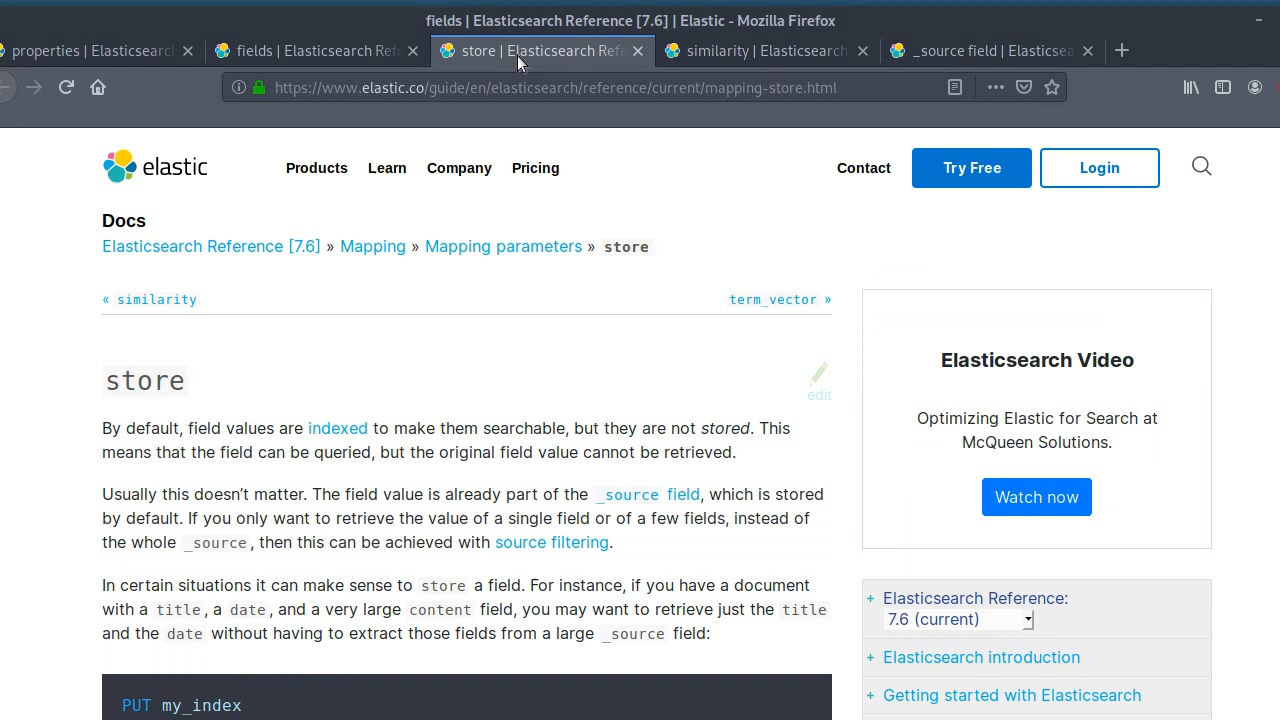 fields | Elasticsearch Reference [7.6] | Elastic - Mozilla Firefox
properties | Elasticsearch
fields | Elasticsearch Ref
store | Elasticsearch Refe
similarity | Elasticsearch
_source field | Elasticsea
https://www.elastic.co/guide/en/elasticsearch/reference/current/mapping-store.html
elastic
Products Learn Company Pricing
Contact Try Free Login
Docs
Elasticsearch Reference [7.6] » Mapping » Mapping parameters » store
« similarity
term_vector »
store
edit
By default, field values are indexed to make them searchable, but they are not stored. This
means that the field can be queried, but the original field value cannot be retrieved.
Usually this doesn’t matter. The field value is already part of the _source field, which is stored
by default. If you only want to retrieve the value of a single field or of a few fields, instead of
the whole _source, then this can be achieved with source filtering.
In certain situations it can make sense to store a field. For instance, if you have a document
with a title, a date, and a very large content field, you may want to retrieve just the title
and the date without having to extract those fields from a large _source field:
PUT my_index
Elasticsearch Video
Optimizing Elastic for Search at
McQueen Solutions.
Watch now
+ Elasticsearch Reference:
7.6 (current)
+ Elasticsearch introduction
+ Getting started with Elasticsearch